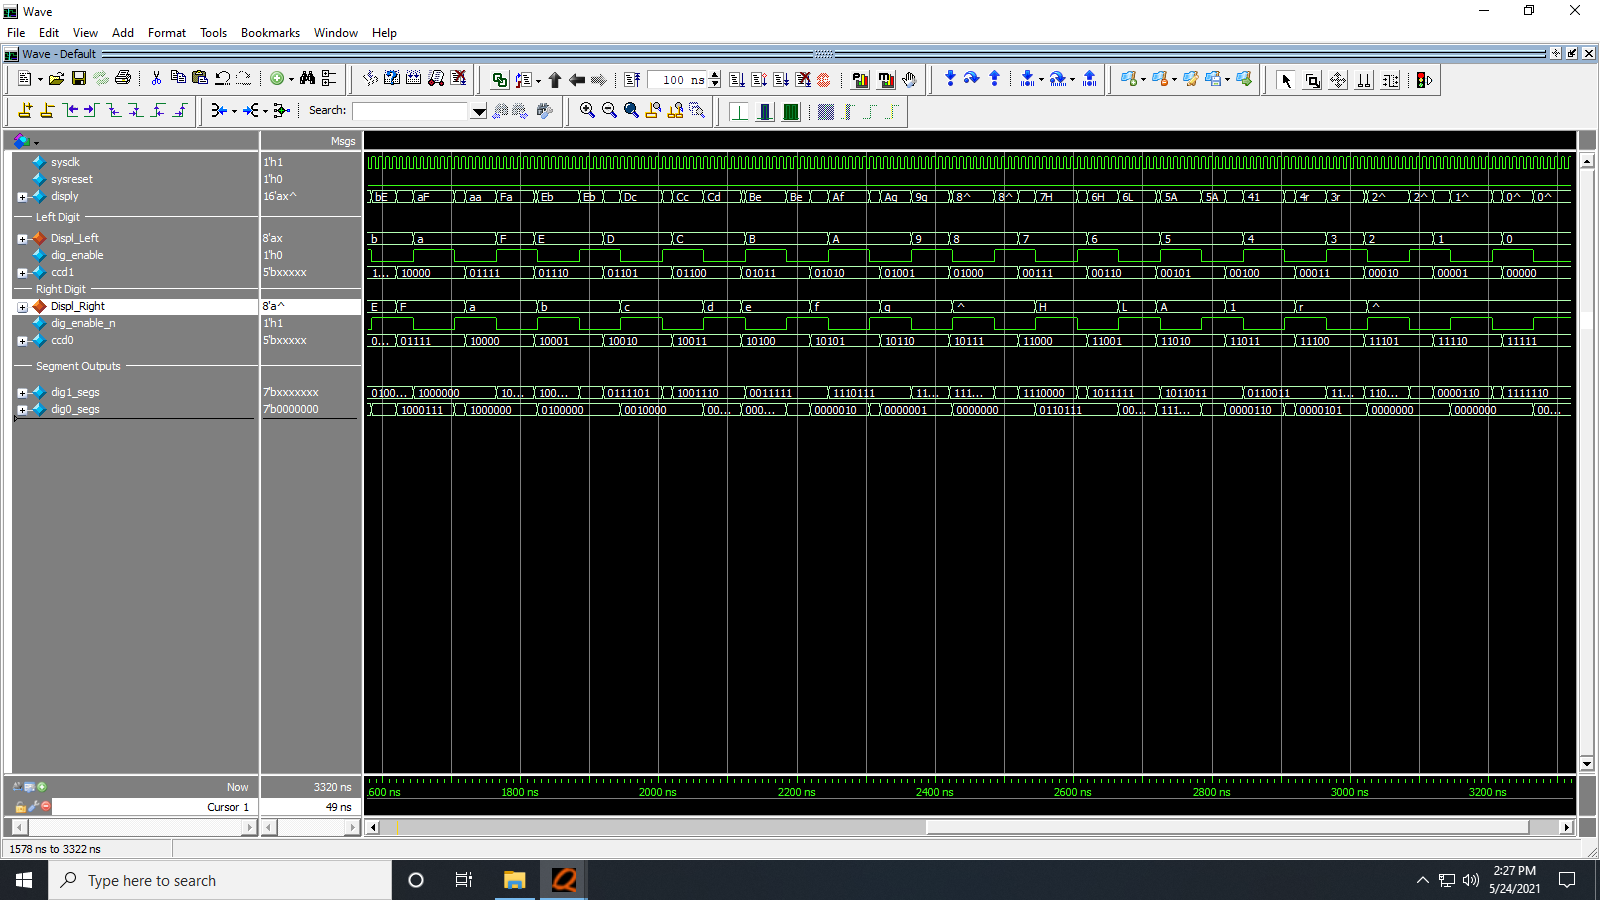 Wave
File Edit View Add Format Tools Bookmarks Window Help
Wave - Default
100 ns
Search:
Msgs
sysclk 1'h1
sysreset 1'h0
disply 16'ax^ bE aF aa Fa Eb Eb Dc Cc Cd Be Be Af Ag 9g 8^ 8^ 7H 6H 6L 5A 5A 41 4r 3r 2^ 2^ 1^ 0^ 0^
Left Digit
Displ_Left 8'ax b a F E D C B A 9 8 7 6 5 4 3 2 1 0
dig_enable 1'h0
ccd1 5'bxxxxx 1... 10000 01111 01110 01101 01100 01011 01010 01001 01000 00111 00110 00101 00100 00011 00010 00001 00000
Right Digit
Displ_Right 8'a^ E F a b c d e f g ^ H L A 1 r ^
dig_enable_n 1'h1
ccd0 5'bxxxxx 0... 01111 10000 10001 10010 10011 10100 10101 10110 10111 11000 11001 11010 11011 11100 11101 11110 11111
Segment Outputs
dig1_segs 7'bxxxxxxx 0100... 1000000 10... 100... 0111101 1001110 0011111 1110111 11... 111... 1110000 1011111 1011011 0110011 11... 110... 0000110 1111110
dig0_segs 7'b0000000 1000111 1000000 0100000 0010000 00... 000... 0000010 0000001 0000000 0110111 00... 111... 0000110 0000101 0000000 0000000 00...
Now 3320 ns .600 ns 1800 ns 2000 ns 2200 ns 2400 ns 2600 ns 2800 ns 3000 ns 3200 ns
Cursor 1 49 ns
1578 ns to 3322 ns
Type here to search
2:27 PM
5/24/2021